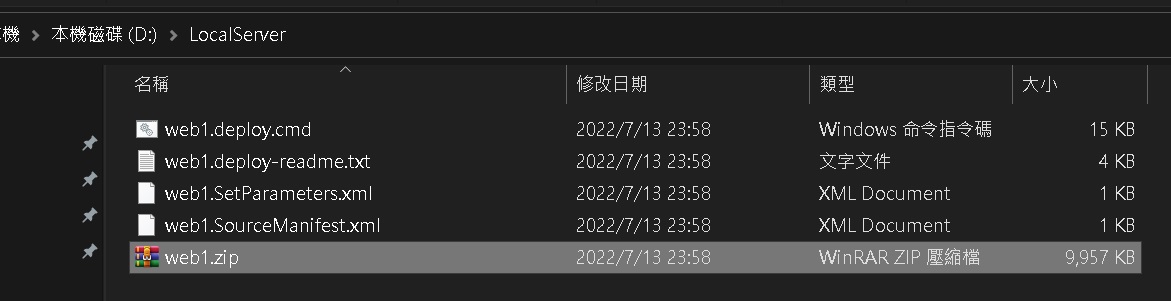 本機磁碟 (D:) > LocalServer
名稱 修改日期 類型 大小
web1.deploy.cmd 2022/7/13 23:58 Windows 命令指令碼 15 KB
web1.deploy-readme.txt 2022/7/13 23:58 文字文件 4 KB
web1.SetParameters.xml 2022/7/13 23:58 XML Document 1 KB
web1.SourceManifest.xml 2022/7/13 23:58 XML Document 1 KB
web1.zip 2022/7/13 23:58 WinRAR ZIP 壓縮檔 9,957 KB